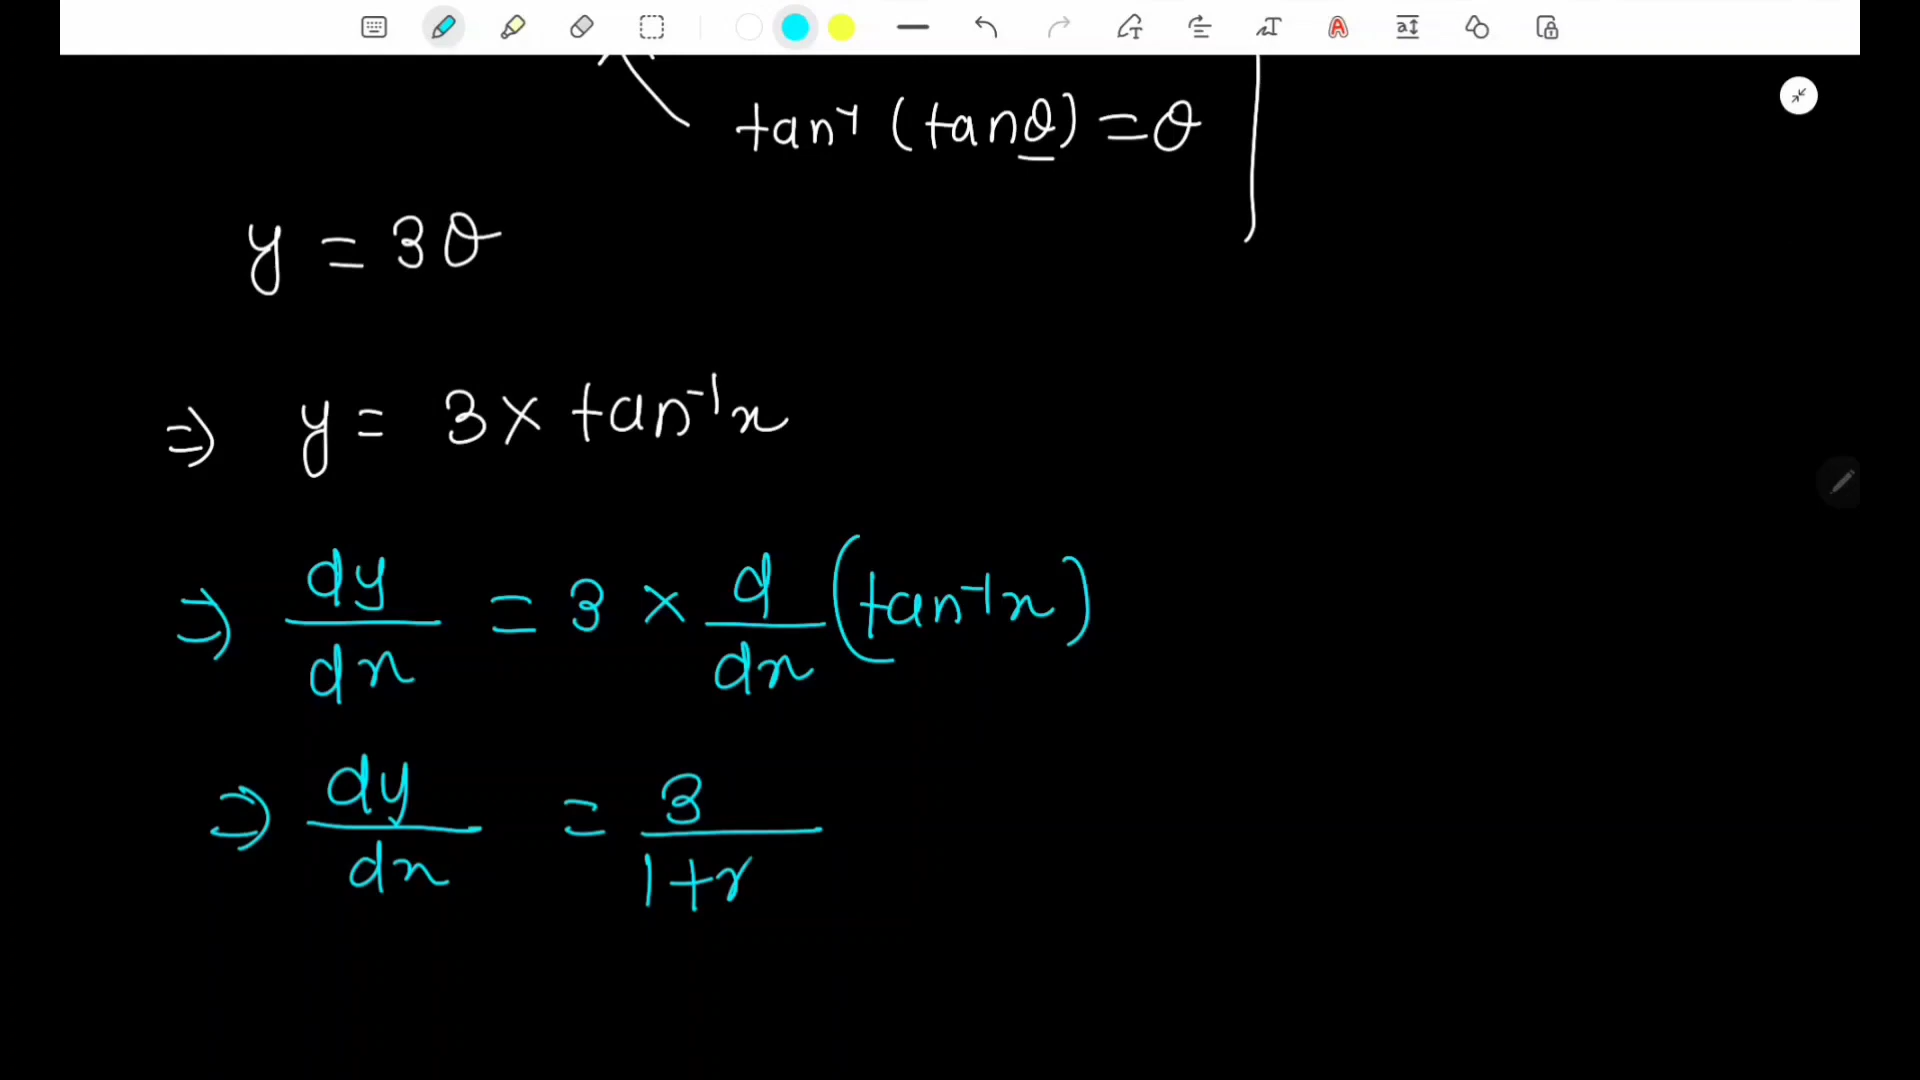 tan⁻¹ (tanθ) = θ
y = 3θ
⇒ y = 3 × tan⁻¹x
⇒ dy/dx = 3 × d/dx (tan⁻¹x)
⇒ dy/dx = 3/1+